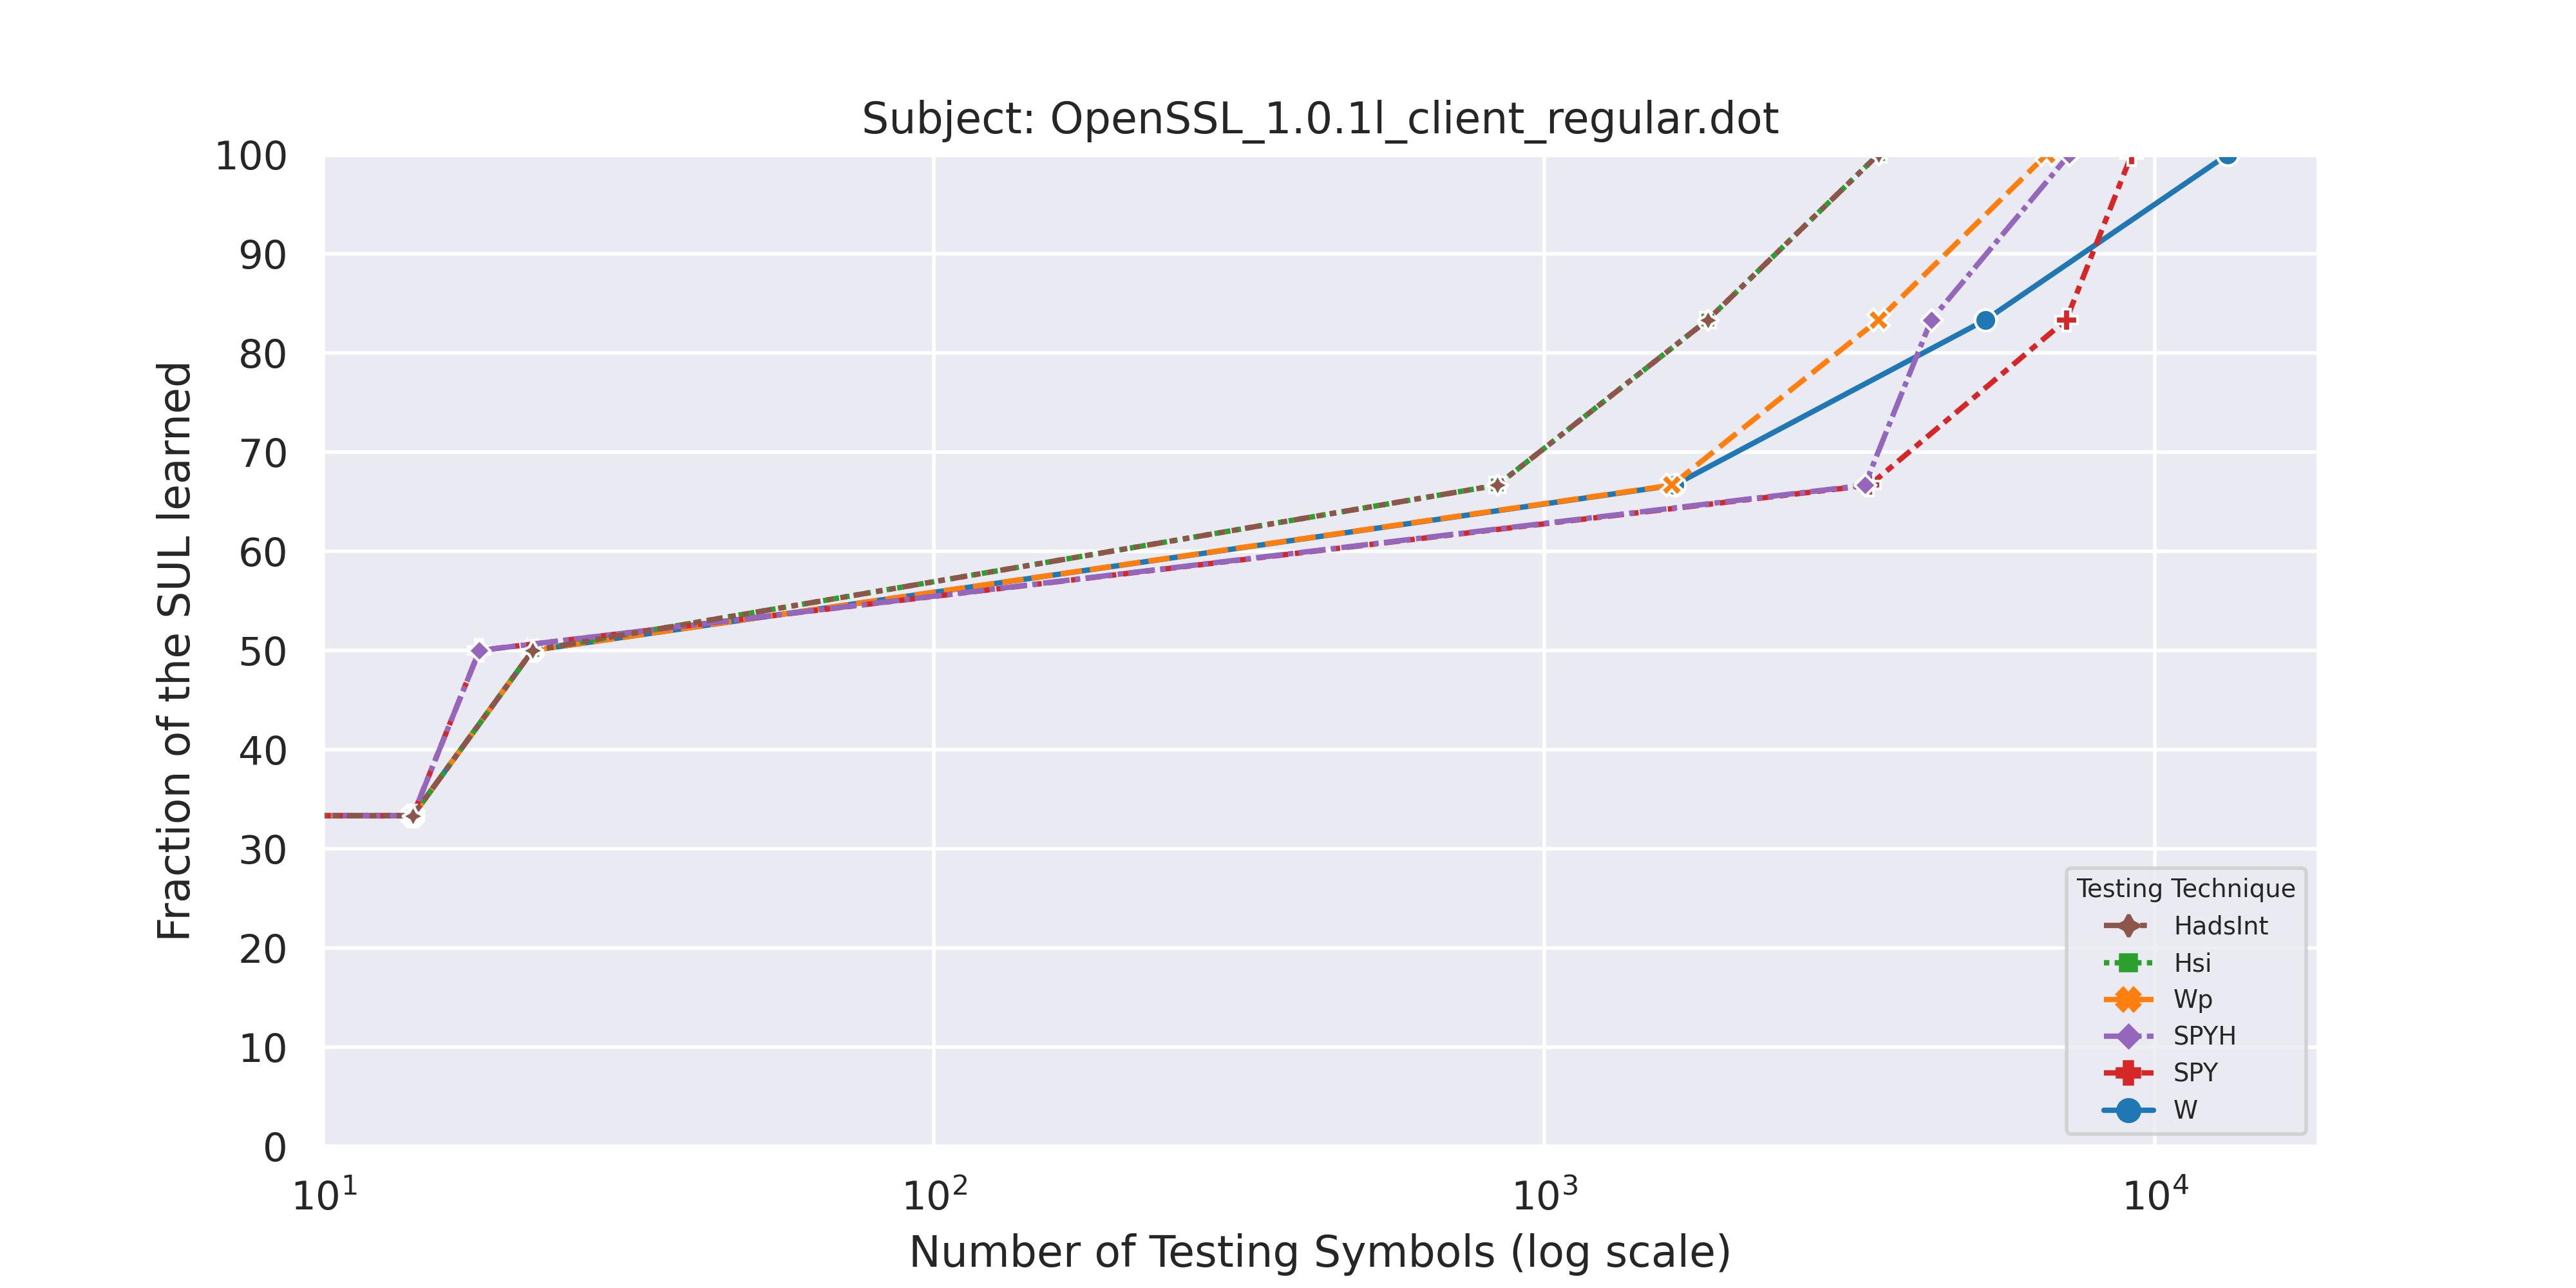 Subject: OpenSSL_1.0.1l_client_regular.dot
100
90
80
70
60
50
40
30
20
10
0
Fraction of the SUL learned
10¹ 10² 10³ 10⁴
Number of Testing Symbols (log scale)
Testing Technique
HadsInt
Hsi
Wp
SPYH
SPY
W